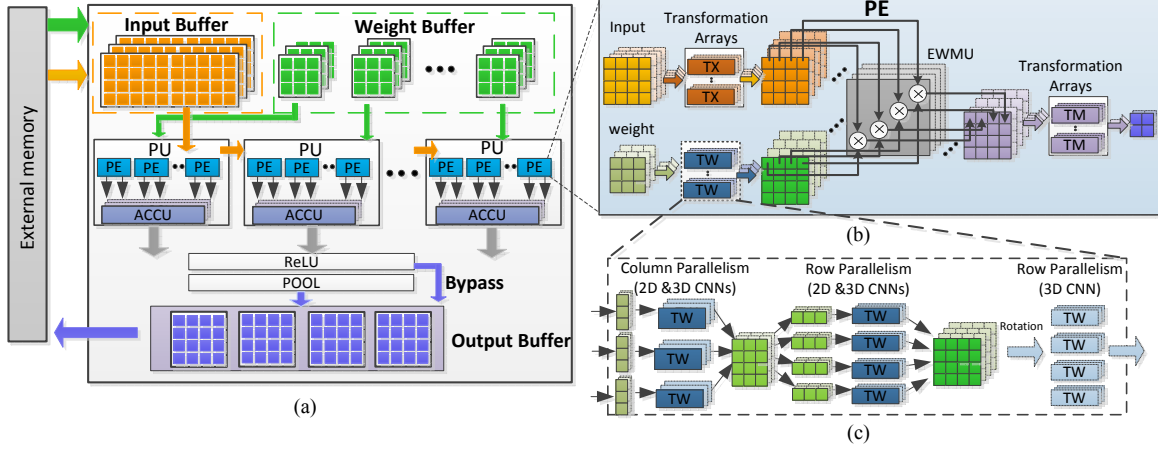 External memory
Input Buffer
Weight Buffer
PU
PE
PE
PE
ACCU
PU
PE
PE
PE
ACCU
PU
PE
PE
PE
ACCU
ReLU
POOL
Bypass
Output Buffer
(a)
PE
Input
Transformation
Arrays
TX
TX
EWMU
Transformation
Arrays
TM
TM
weight
TW
TW
(b)
Column Parallelism
(2D &3D CNNs)
TW
TW
TW
Row Parallelism
(2D &3D CNNs)
TW
TW
TW
TW
Rotation
Row Parallelism
(3D CNN)
TW
TW
TW
TW
(c)